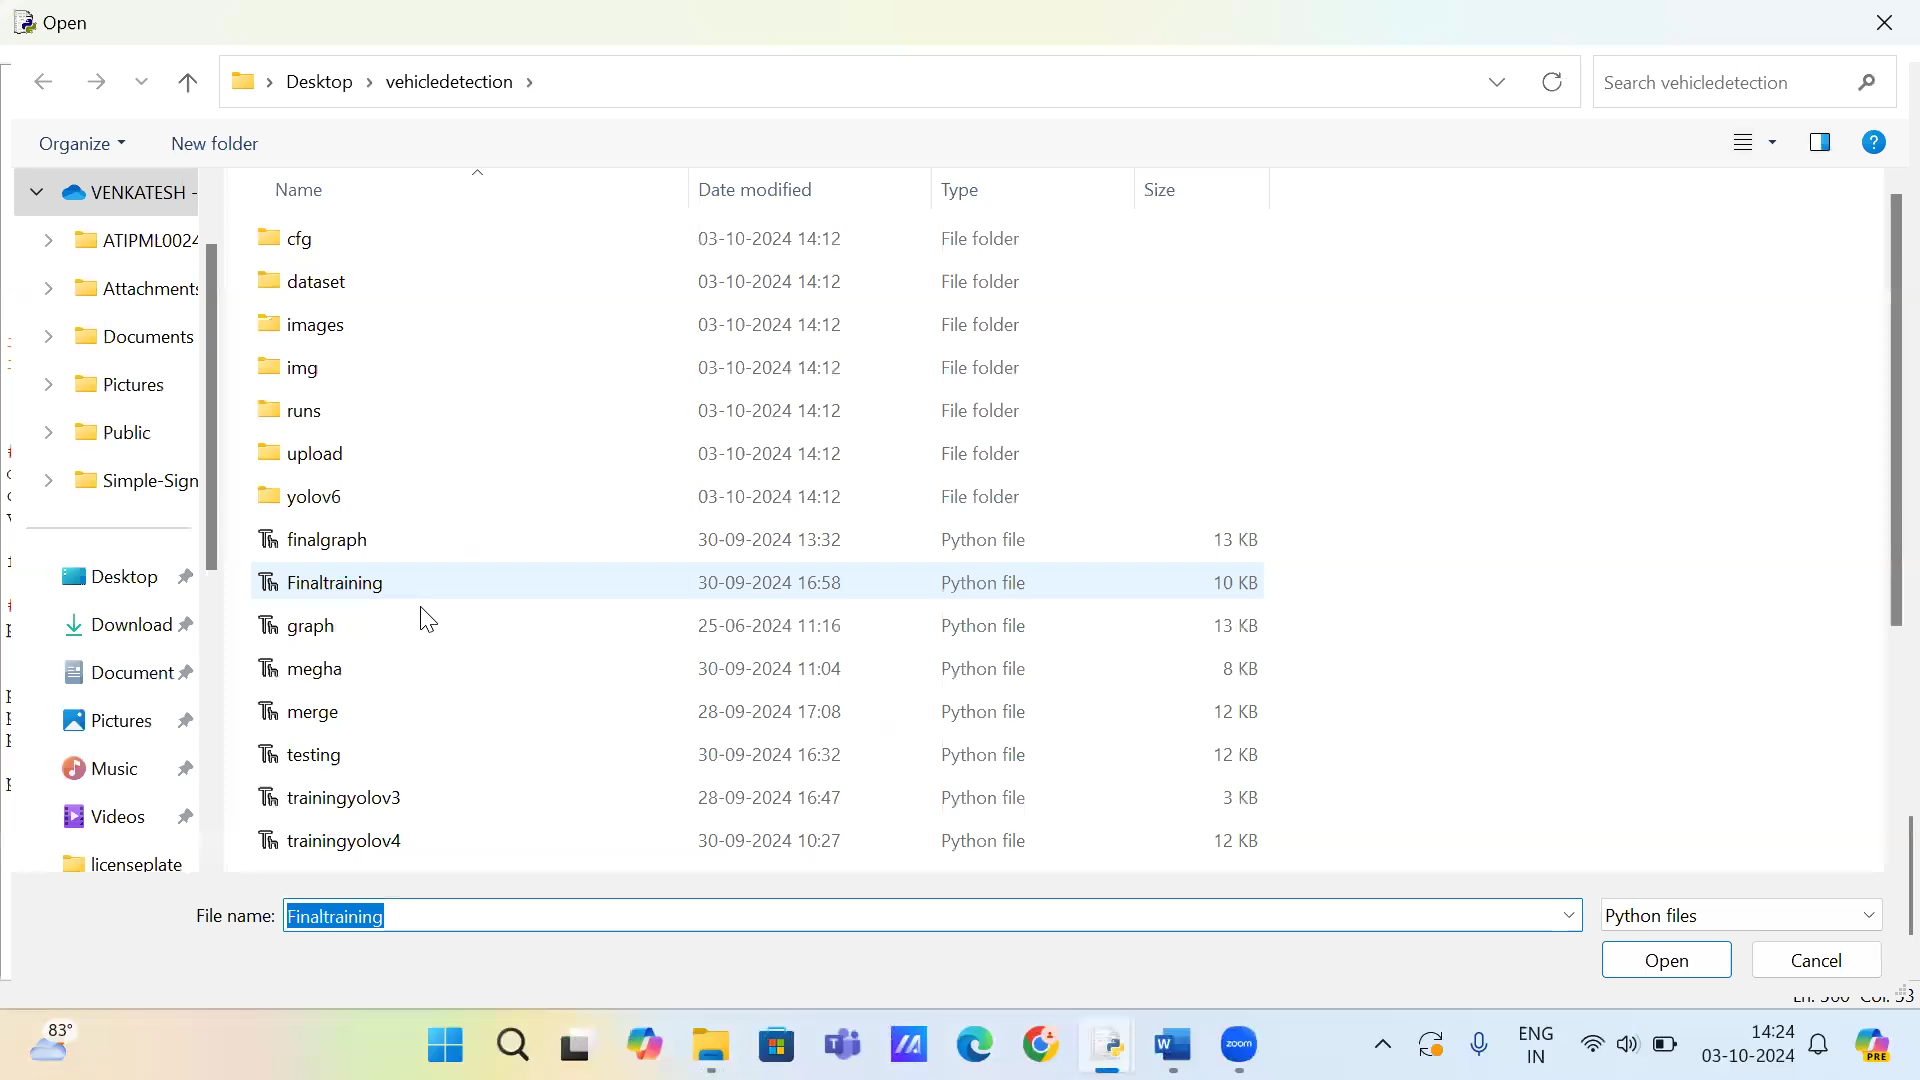 Open
Desktop > vehicledetection >
Search vehicledetection
Organize
New folder
VENKATESH -
ATIPML0024
Attachments
Documents
Pictures
Public
Simple-Sign
Desktop
Download
Document
Pictures
Music
Videos
licenseplate
Name Date modified Type Size
cfg 03-10-2024 14:12 File folder
dataset 03-10-2024 14:12 File folder
images 03-10-2024 14:12 File folder
img 03-10-2024 14:12 File folder
runs 03-10-2024 14:12 File folder
upload 03-10-2024 14:12 File folder
yolov6 03-10-2024 14:12 File folder
finalgraph 30-09-2024 13:32 Python file 13 KB
Finaltraining 30-09-2024 16:58 Python file 10 KB
graph 25-06-2024 11:16 Python file 13 KB
megha 30-09-2024 11:04 Python file 8 KB
merge 28-09-2024 17:08 Python file 12 KB
testing 30-09-2024 16:32 Python file 12 KB
trainingyolov3 28-09-2024 16:47 Python file 3 KB
trainingyolov4 30-09-2024 10:27 Python file 12 KB
File name: Finaltraining
Python files
Open
Cancel
83°
zoom
ENG
IN
14:24
03-10-2024
PRE